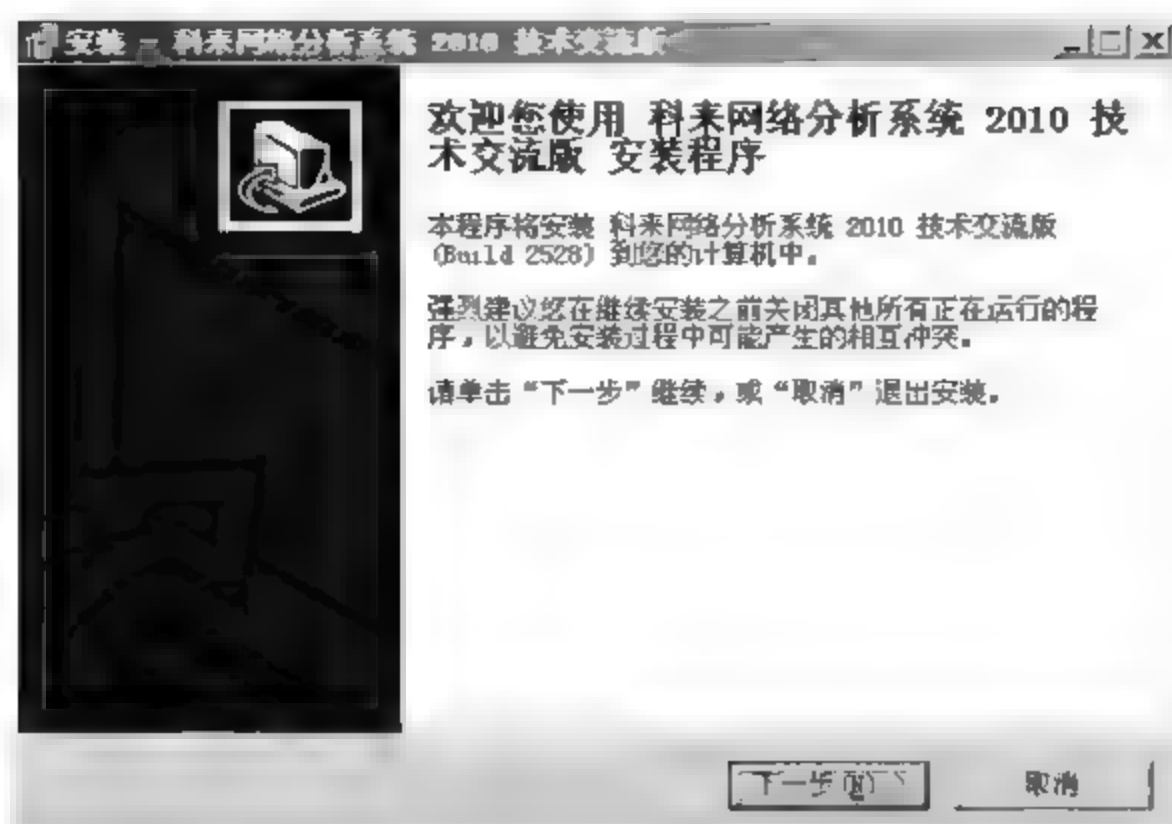 安装 - 科来网络分析系统 2010 技术交流版
欢迎您使用 科来网络分析系统 2010 技
术交流版 安装程序
本程序将安装 科来网络分析系统 2010 技术交流版
(Build 2528) 到您的计算机中。
强烈建议您在继续安装之前关闭其他所有正在运行的程
序，以避免安装过程中可能产生的相互冲突。
请单击“下一步”继续，或“取消”退出安装。
下一步(N) >
取消